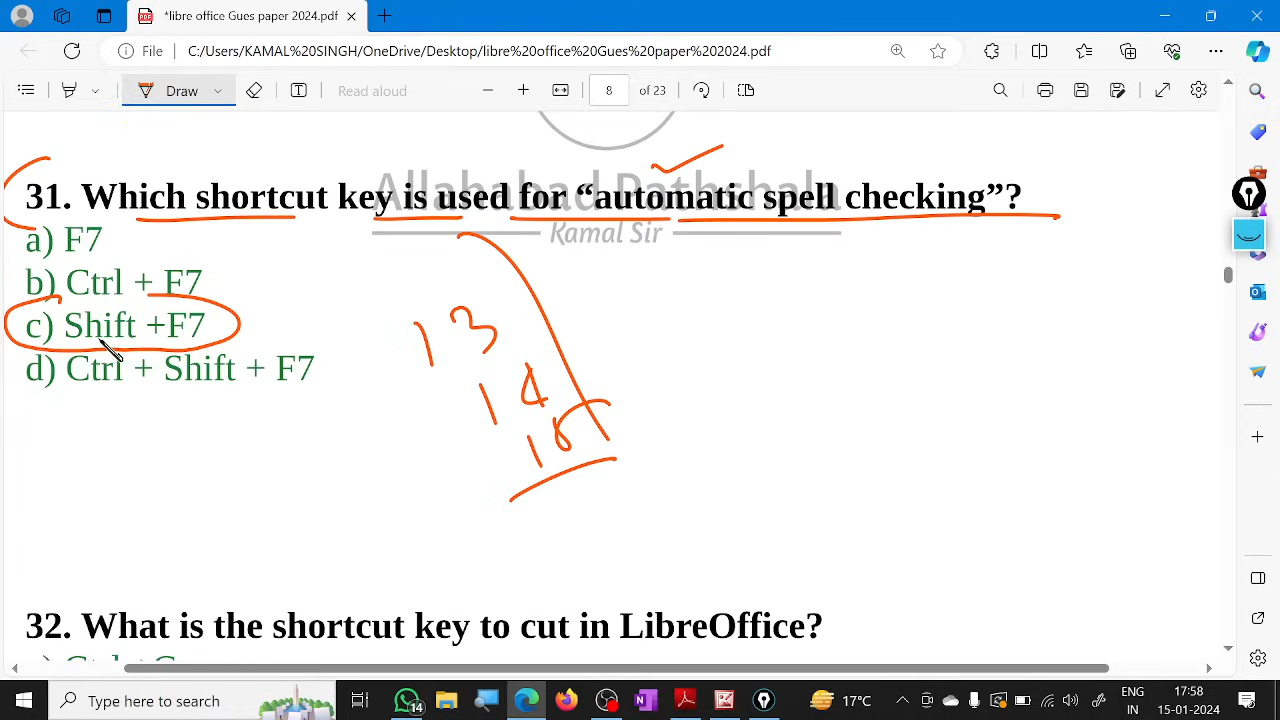 *libre office Gues paper 2024.pdf
File C:/Users/KAMAL%20SINGH/OneDrive/Desktop/libre%20office%20Gues%20paper%202024.pdf
Draw Read aloud 8 of 23
Allahabad Pathshala
31. Which shortcut key is used for “automatic spell checking”?
Kamal Sir
a) F7
b) Ctrl + F7
c) Shift +F7
d) Ctrl + Shift + F7
13
14
32. What is the shortcut key to cut in LibreOffice?
Type here to search 14 17°C ENG 17:58
IN 15-01-2024